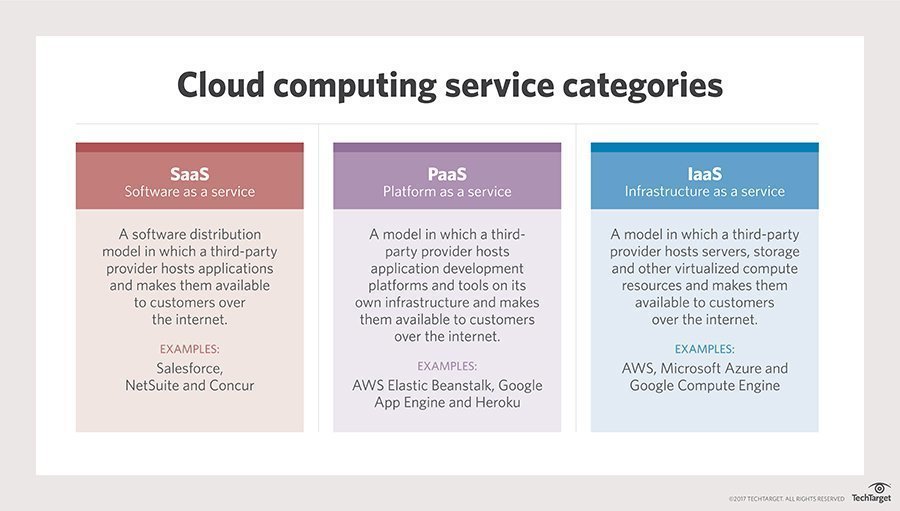 Cloud computing service categories
SaaS
Software as a service
A software distribution
model in which a third-party
provider hosts applications
and makes them available
to customers over
the internet.
EXAMPLES:
Salesforce,
NetSuite and Concur
PaaS
Platform as a service
A model in which a third-
party provider hosts
application development
platforms and tools on its
own infrastructure and makes
them available to customers
over the internet.
EXAMPLES:
AWS Elastic Beanstalk, Google
App Engine and Heroku
IaaS
Infrastructure as a service
A model in which a third-party
provider hosts servers, storage
and other virtualized compute
resources and makes them
available to customers
over the internet.
EXAMPLES:
AWS, Microsoft Azure and
Google Compute Engine
©2017 TECHTARGET. ALL RIGHTS RESERVED
TechTarget